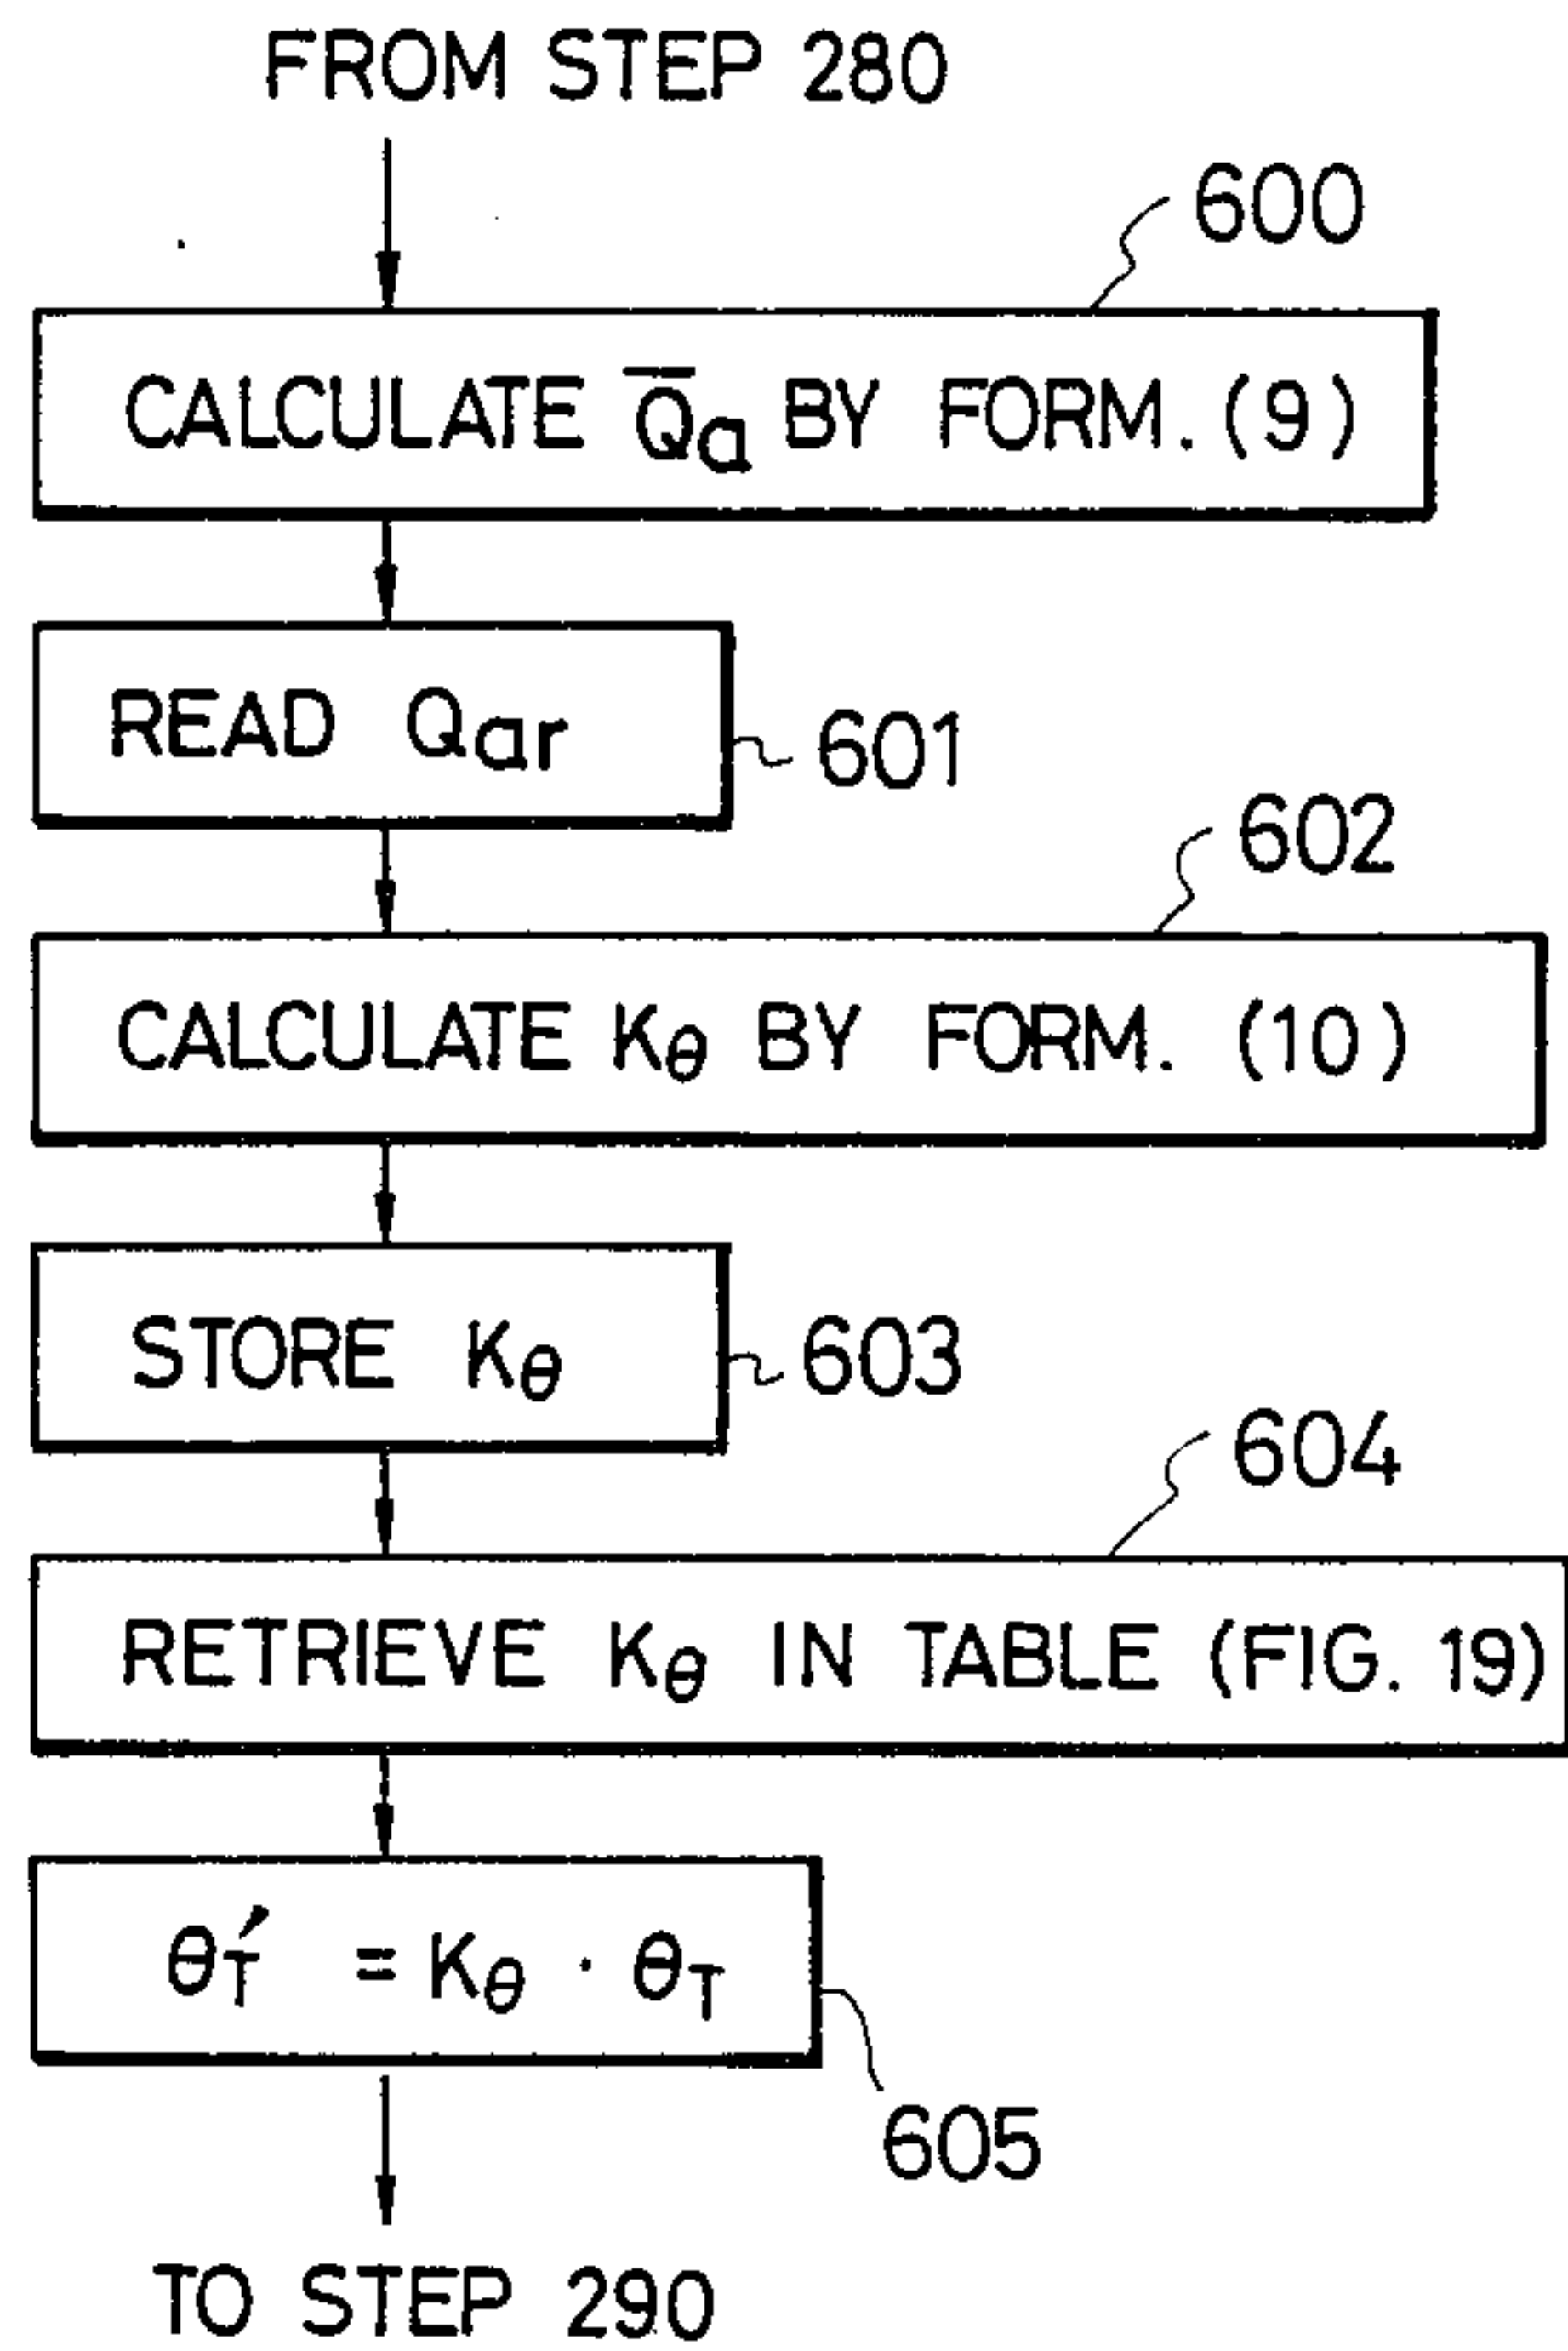 FROM STEP 280
600
CALCULATE Q̅a BY FORM. (9)
READ Qar
601
602
CALCULATE Kθ BY FORM. (10)
STORE Kθ
603
604
RETRIEVE Kθ IN TABLE (FIG. 19)
θT′ = Kθ · θT
605
TO STEP 290